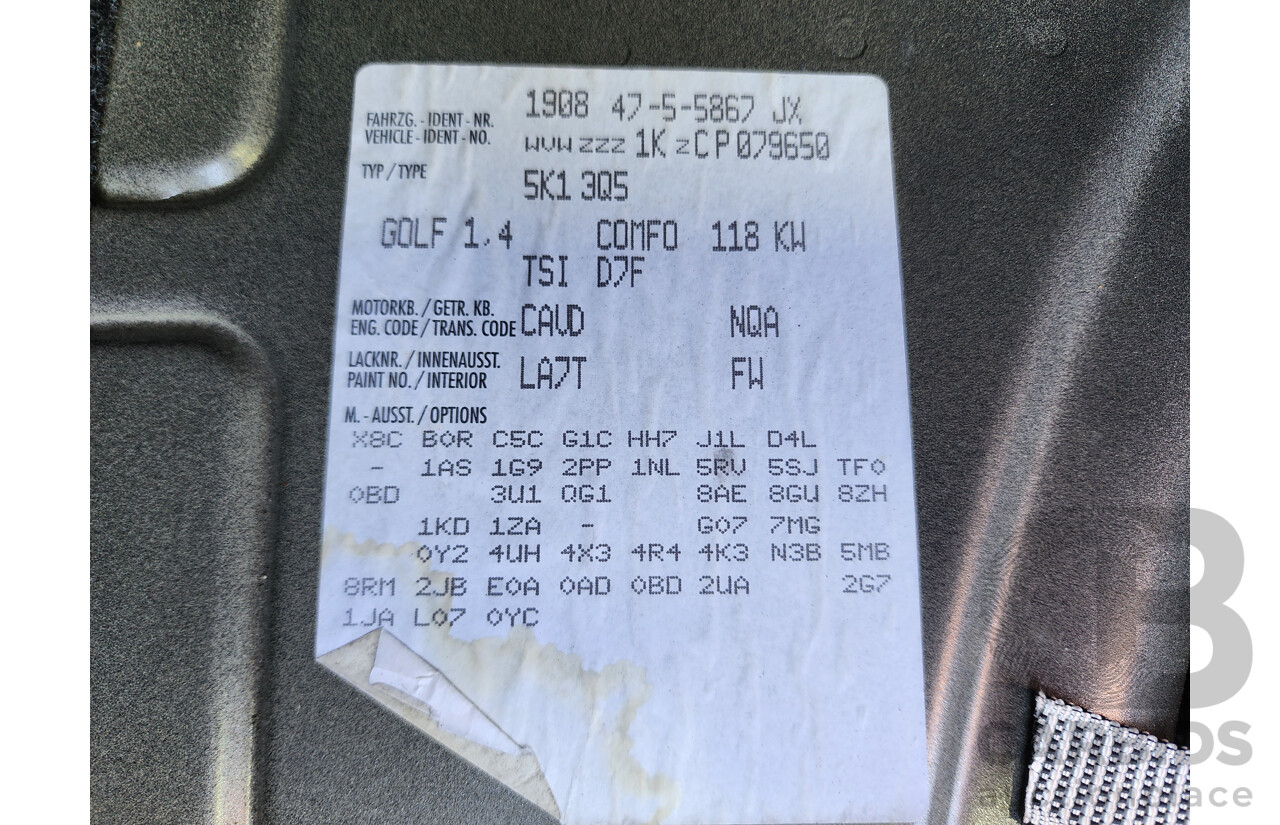 1908 47-5-5867 JX
FAHRZG. - IDENT - NR.
VEHICLE - IDENT - NO. WVWZZZ1KZCP079650
TYP / TYPE 5K1 3Q5
GOLF 1,4 COMFO 118 KW
TSI D7F
MOTORKB. / GETR. KB.
ENG. CODE / TRANS. CODE CAVD NQA
LACKNR. / INNENAUSST.
PAINT NO. / INTERIOR LA7T FW
M. - AUSST. / OPTIONS
X8C B0R C5C G1C HH7 J1L D4L
- 1AS 1G9 2PP 1NL 5RV 5SJ TF0
0BD 3U1 QG1 8AE 8GU 8ZH
1KD 1ZA - G07 7MG
0Y2 4UH 4X3 4R4 4K3 N3B 5MB
8RM 2JB E0A 0AD 0BD 2WA 2G7
1JA L07 0YC